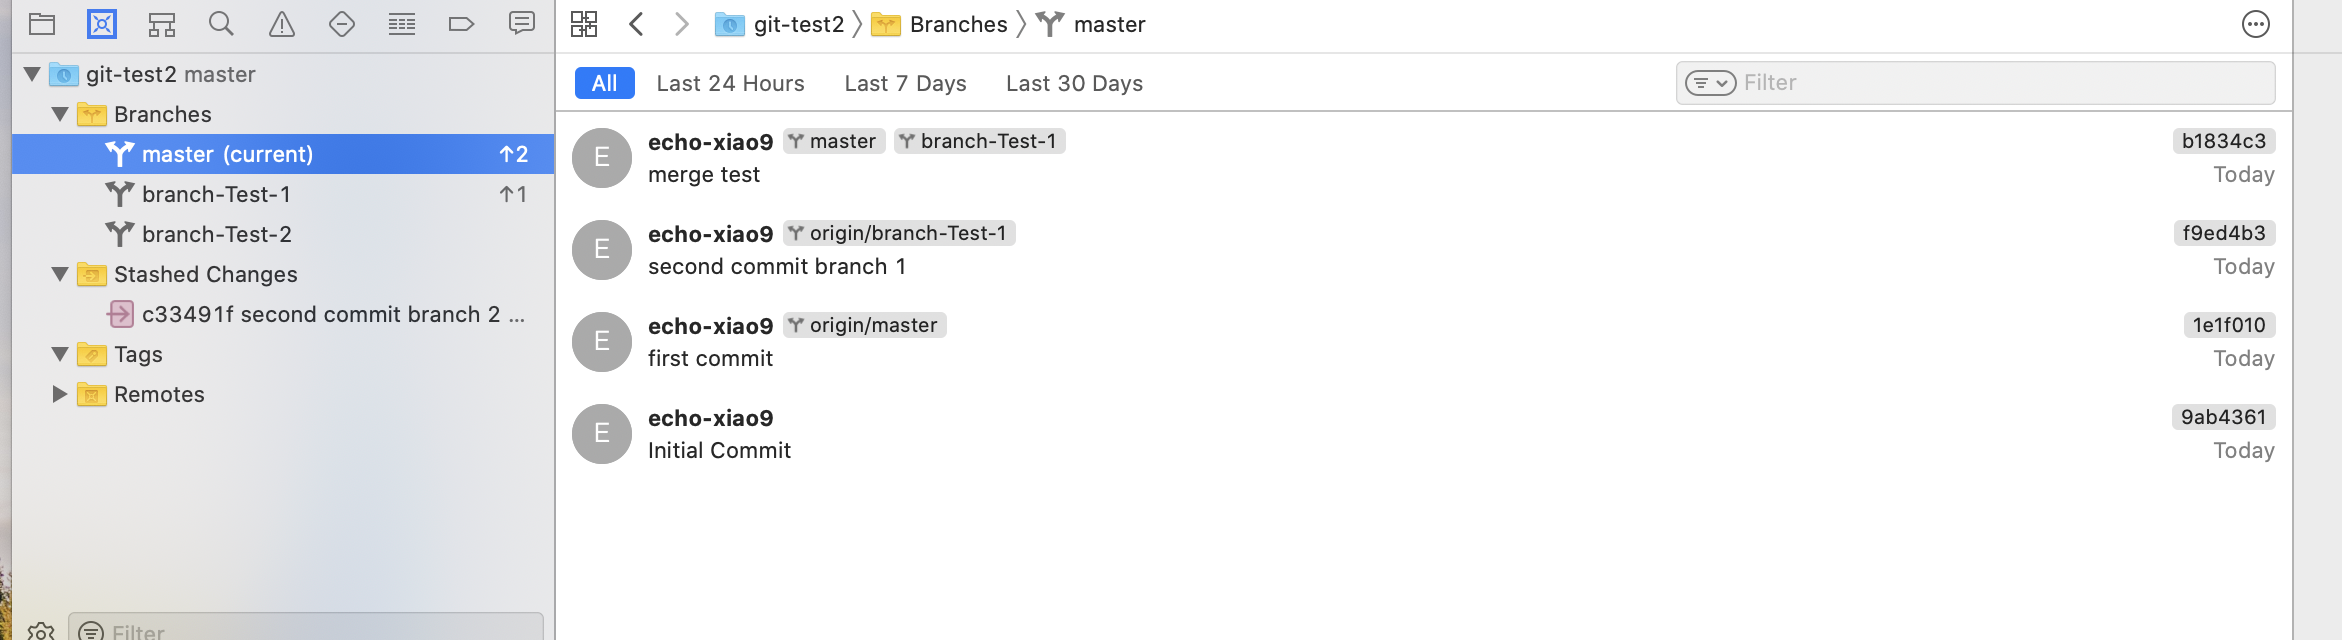 git-test2 master
Branches
master (current) ↑2
branch-Test-1 ↑1
branch-Test-2
Stashed Changes
c33491f second commit branch 2 ...
Tags
Remotes
Filter
git-test2 〉 Branches 〉 master
All Last 24 Hours Last 7 Days Last 30 Days Filter
echo-xiao9 master branch-Test-1 b1834c3
merge test Today
echo-xiao9 origin/branch-Test-1 f9ed4b3
second commit branch 1 Today
echo-xiao9 origin/master 1e1f010
first commit Today
echo-xiao9 9ab4361
Initial Commit Today
E
E
E
E